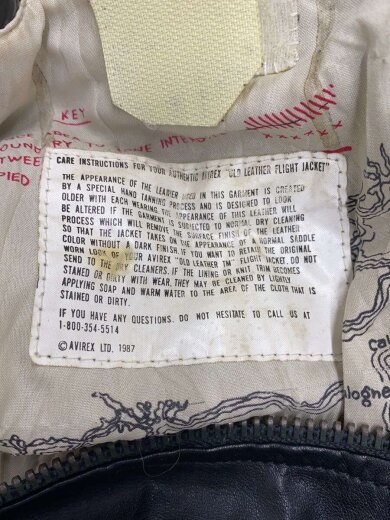 KEY
CARE INSTRUCTIONS FOR YOUR AUTHENTIC AVIREX "OLD LEATHER FLIGHT JACKET"
THE APPEARANCE OF THE LEATHER USED IN THIS GARMENT IS CREATED
BY A SPECIAL HAND TANNING PROCESS AND IS DESIGNED TO LOOK
OLDER WITH EACH WEARING. THE APPEARANCE OF THIS LEATHER WILL
BE ALTERED IF THE GARMENT IS SUBJECTED TO NORMAL DRY CLEANING
PROCESS WHICH WILL REMOVE THE SURFACE FINISH OF THE LEATHER
SO THAT THE JACKET TAKES ON THE APPEARANCE OF A NORMAL SADDLE
COLOR WITHOUT A DARK FINISH. IF YOU WANT TO RETAIN THE ORIGINAL
WORN LOOK OF YOUR AVIREX "OLD LEATHER TM" FLIGHT JACKET, DO NOT
SEND TO THE DRY CLEANERS. IF THE LINING OR KNIT TRIM BECOMES
STANED OR DIRTY WITH WEAR, THEY MAY BE CLEANED BY LIGHTLY
APPLYING SOAP AND WARM WATER TO THE AREA OF THE CLOTH THAT IS
STAINED OR DIRTY.
IF YOU HAVE ANY QUESTIONS. DO NOT HESITATE TO CALL US AT
1-800-354-5514
© AVIREX LTD. 1987